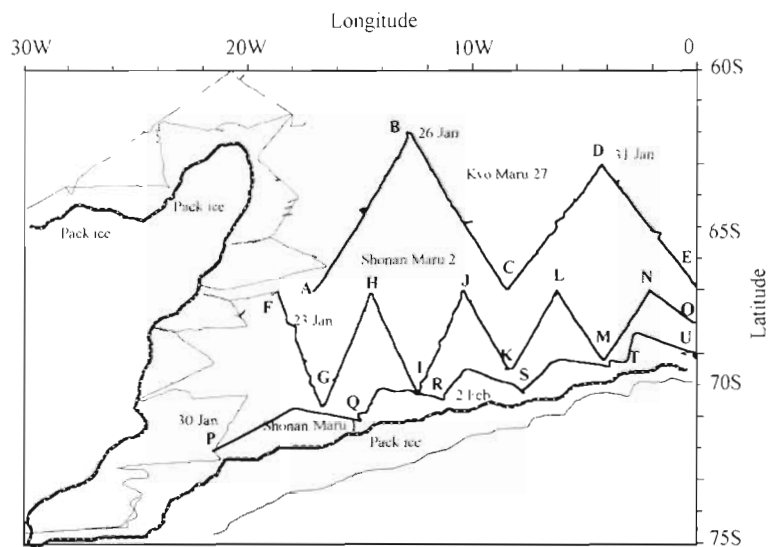 Longitude
30W 20W 10W 0
60S
B 26 Jan
D 31 Jan
Kyo Maru 27
Pack ice
Pack ice
65S
Shonan Maru 2
C
E
A
F
H
J
L
N
O
23 Jan
Latitude
G
I
K
M
T
U
R
S
70S
Q
2 Feb
30 Jan
P
Shonan Maru
Pack ice
75S